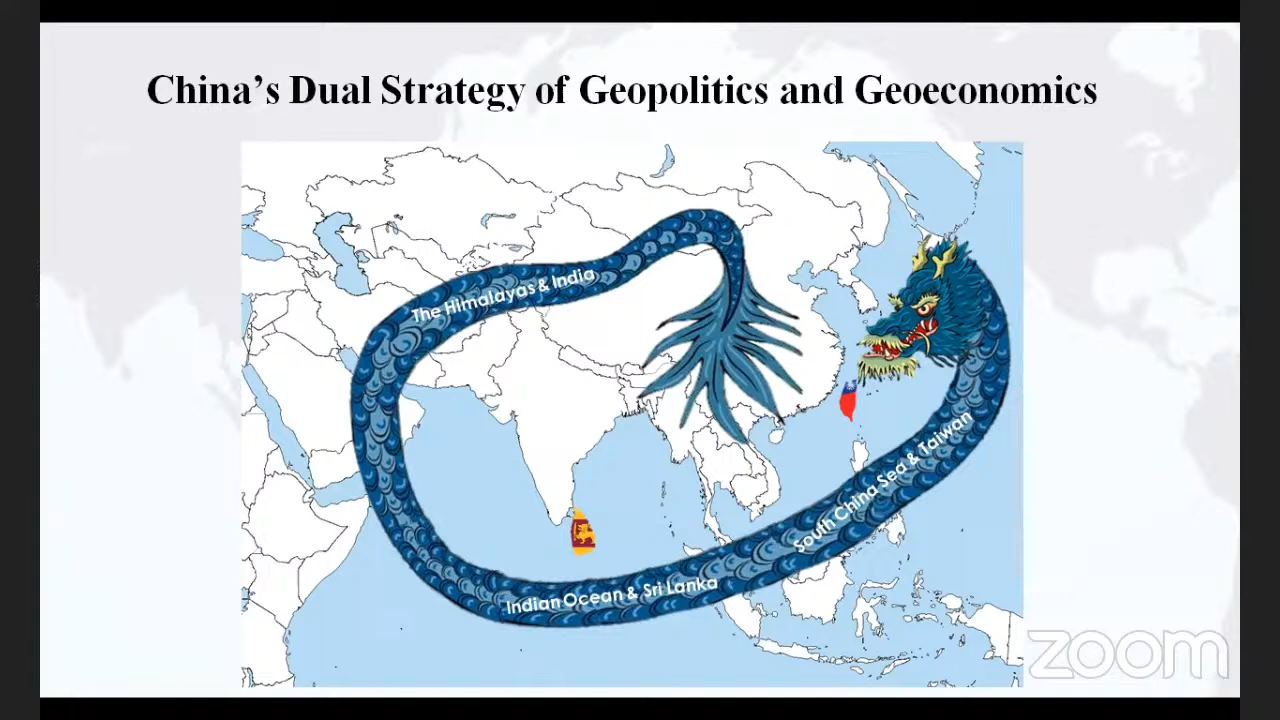 China’s Dual Strategy of Geopolitics and Geoeconomics
The Himalayas & India
South China Sea & Taiwan
Indian Ocean & Sri Lanka
zoom